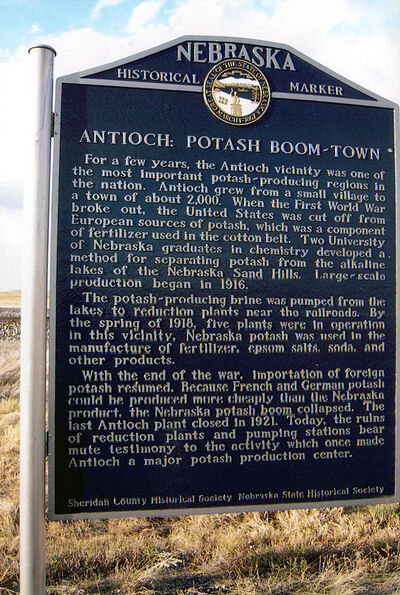 NEBRASKA
HISTORICAL MARKER
ANTIOCH: POTASH BOOM-TOWN
For a few years, the Antioch vicinity was one of
the most important potash-producing regions in
the nation. Antioch grew from a small village to
a town of about 2,000. When the First World War
broke out, the United States was cut off from
European sources of potash, which was a component
of fertilizer used in the cotton belt. Two University
of Nebraska graduates in chemistry developed a
method for separating potash from the alkaline
lakes of the Nebraska Sand Hills. Large-scale
production began in 1916.
The potash-producing brine was pumped from the
lakes to reduction plants near the railroads. By
the spring of 1918, five plants were in operation
in this vicinity. Nebraska potash was used in the
manufacture of fertilizer, epsom salts, soda, and
other products.
With the end of the war, importation of foreign
potash resumed. Because French and German potash
could be produced more cheaply than the Nebraska
product, the Nebraska potash boom collapsed. The
last Antioch plant closed in 1921. Today, the ruins
of reduction plants and pumping stations bear
mute testimony to the activity which once made
Antioch a major potash production center.
Sheridan County Historical Society Nebraska State Historical Society